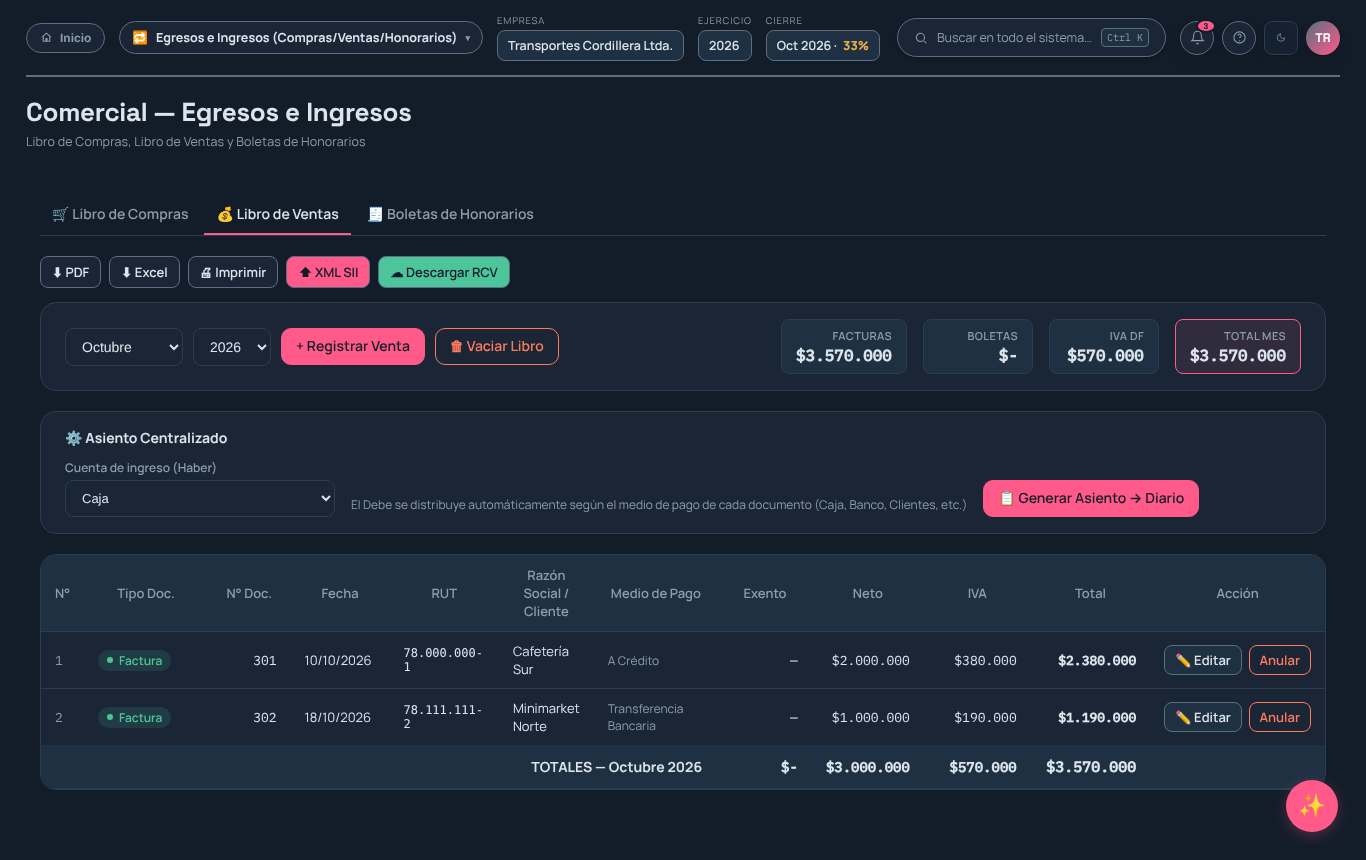 Inicio
Egresos e Ingresos (Compras/Ventas/Honorarios)
EMPRESA
Transportes Cordillera Ltda.
EJERCICIO
2026
CIERRE
Oct 2026 · 33%
Buscar en todo el sistema...
Ctrl K
3
TR
Comercial — Egresos e Ingresos
Libro de Compras, Libro de Ventas y Boletas de Honorarios
Libro de Compras
Libro de Ventas
Boletas de Honorarios
PDF
Excel
Imprimir
XML SII
Descargar RCV
Octubre
2026
+ Registrar Venta
Vaciar Libro
FACTURAS
$3.570.000
BOLETAS
$-
IVA DF
$570.000
TOTAL MES
$3.570.000
Asiento Centralizado
Cuenta de ingreso (Haber)
Caja
El Debe se distribuye automáticamente según el medio de pago de cada documento (Caja, Banco, Clientes, etc.)
Generar Asiento → Diario
N° Tipo Doc. N° Doc. Fecha RUT Razón Social / Cliente Medio de Pago Exento Neto IVA Total Acción
1 Factura 301 10/10/2026 78.000.000-1 Cafetería Sur A Crédito — $2.000.000 $380.000 $2.380.000 Editar Anular
2 Factura 302 18/10/2026 78.111.111-2 Minimarket Norte Transferencia Bancaria — $1.000.000 $190.000 $1.190.000 Editar Anular
TOTALES — Octubre 2026 $- $3.000.000 $570.000 $3.570.000